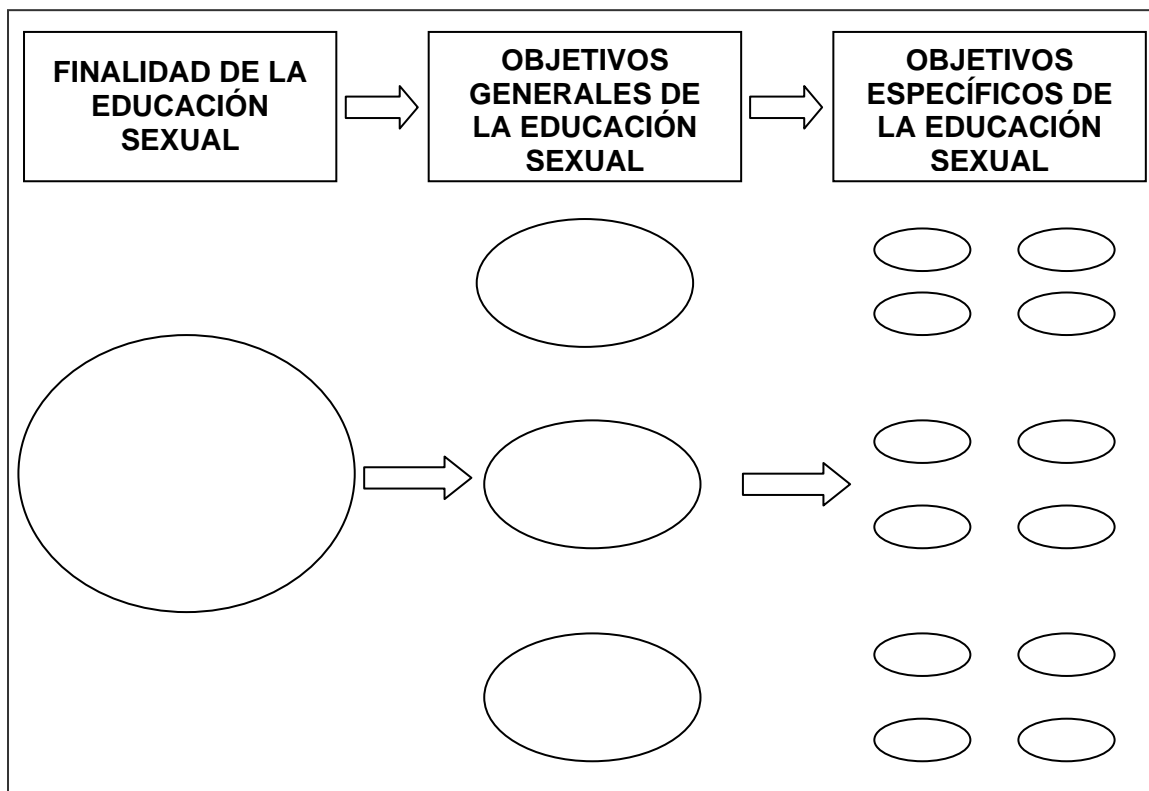 FINALIDAD DE LA
EDUCACIÓN
SEXUAL
OBJETIVOS
GENERALES DE
LA EDUCACIÓN
SEXUAL
OBJETIVOS
ESPECÍFICOS DE
LA EDUCACIÓN
SEXUAL